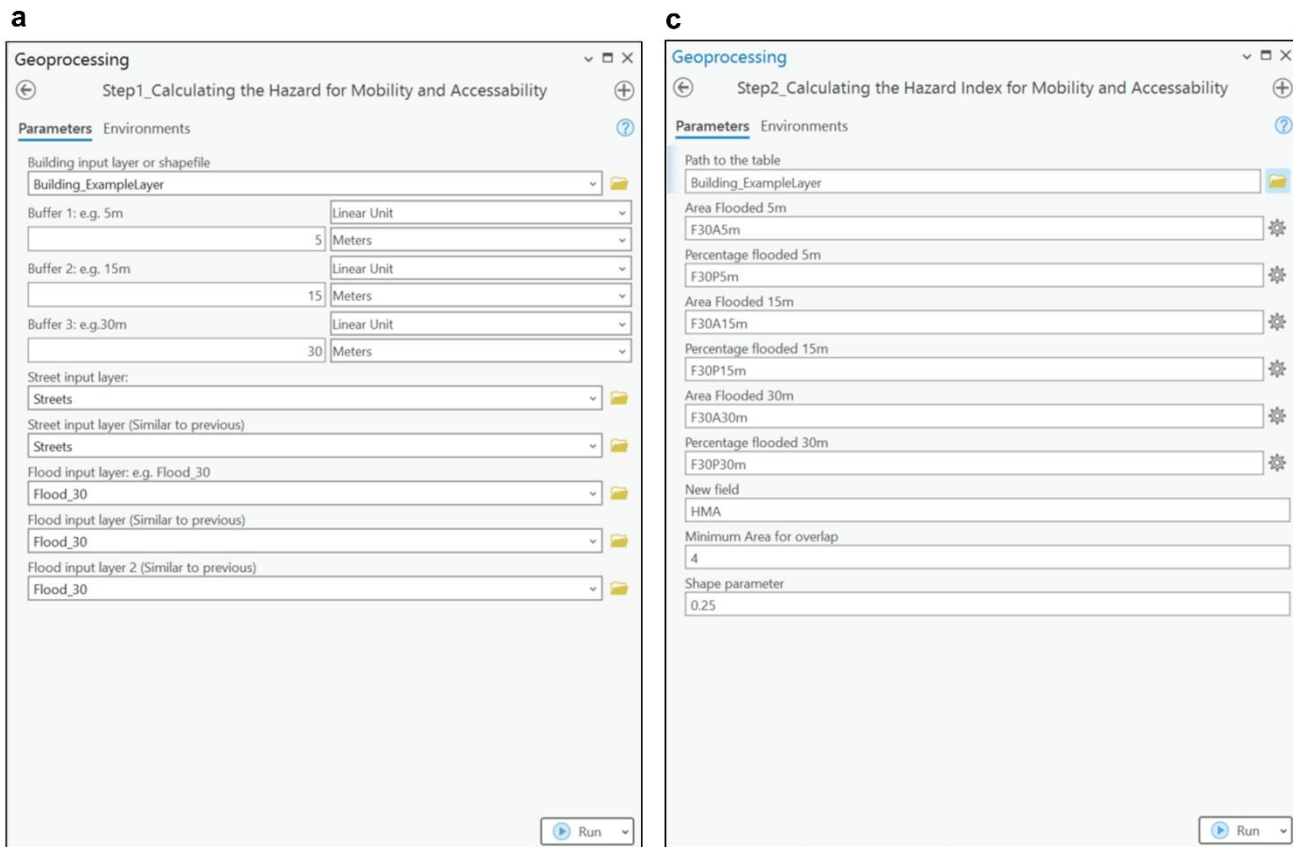 a
Geoprocessing
Step1_Calculating the Hazard for Mobility and Accessability
Parameters Environments
Building input layer or shapefile
Building_ExampleLayer
Buffer 1: e.g. 5m Linear Unit
5 Meters
Buffer 2: e.g. 15m Linear Unit
15 Meters
Buffer 3: e.g.30m Linear Unit
30 Meters
Street input layer:
Streets
Street input layer (Similar to previous)
Streets
Flood input layer: e.g. Flood_30
Flood_30
Flood input layer (Similar to previous)
Flood_30
Flood input layer 2 (Similar to previous)
Flood_30
Run
c
Geoprocessing
Step2_Calculating the Hazard Index for Mobility and Accessability
Parameters Environments
Path to the table
Building_ExampleLayer
Area Flooded 5m
F30A5m
Percentage flooded 5m
F30P5m
Area Flooded 15m
F30A15m
Percentage flooded 15m
F30P15m
Area Flooded 30m
F30A30m
Percentage flooded 30m
F30P30m
New field
HMA
Minimum Area for overlap
4
Shape parameter
0.25
Run